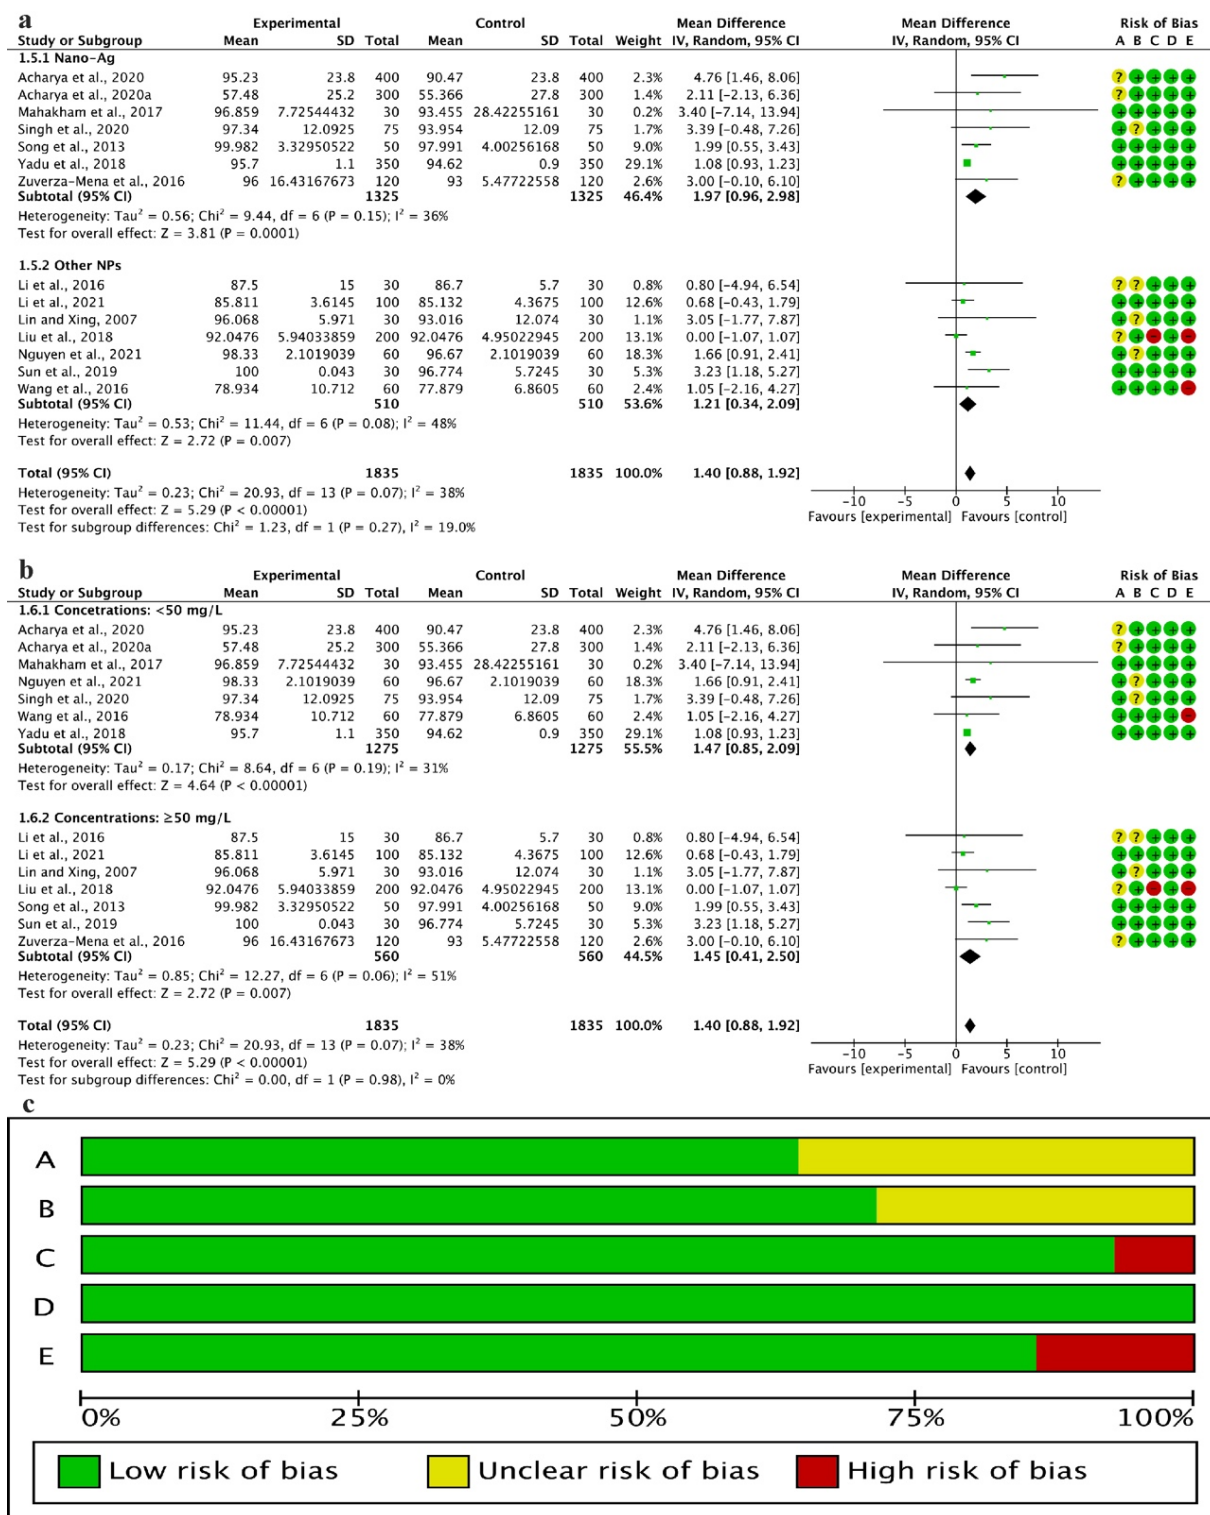 a
Experimental Control Mean Difference Mean Difference Risk of Bias
Study or Subgroup Mean SD Total Mean SD Total Weight IV, Random, 95% CI IV, Random, 95% CI A B C D E
1.5.1 Nano-Ag
Acharya et al., 2020 95.23 23.8 400 90.47 23.8 400 2.3% 4.76 [1.46, 8.06] ? + + + +
Acharya et al., 2020a 57.48 25.2 300 55.366 27.8 300 1.4% 2.11 [-2.13, 6.36] ? + + + +
Mahakham et al., 2017 96.859 7.72544432 30 93.455 28.42255161 30 0.2% 3.40 [-7.14, 13.94] + + + + +
Singh et al., 2020 97.34 12.0925 75 93.954 12.09 75 1.7% 3.39 [-0.48, 7.26] + ? + + +
Song et al., 2013 99.982 3.32950522 50 97.991 4.00256168 50 9.0% 1.99 [0.55, 3.43] + + + + +
Yadu et al., 2018 95.7 1.1 350 94.62 0.9 350 29.1% 1.08 [0.93, 1.23] + + + + +
Zuverza-Mena et al., 2016 96 16.43167673 120 93 5.47722558 120 2.6% 3.00 [-0.10, 6.10] ? + + + +
Subtotal (95% CI) 1325 1325 46.4% 1.97 [0.96, 2.98]
Heterogeneity: Tau² = 0.56; Chi² = 9.44, df = 6 (P = 0.15); I² = 36%
Test for overall effect: Z = 3.81 (P = 0.0001)
1.5.2 Other NPs
Li et al., 2016 87.5 15 30 86.7 5.7 30 0.8% 0.80 [-4.94, 6.54] ? ? + + +
Li et al., 2021 85.811 3.6145 100 85.132 4.3675 100 12.6% 0.68 [-0.43, 1.79] + + + + +
Lin and Xing, 2007 96.068 5.971 30 93.016 12.074 30 1.1% 3.05 [-1.77, 7.87] + ? + + +
Liu et al., 2018 92.0476 5.94033859 200 92.0476 4.95022945 200 13.1% 0.00 [-1.07, 1.07] ? + - + -
Nguyen et al., 2021 98.33 2.1019039 60 96.67 2.1019039 60 18.3% 1.66 [0.91, 2.41] + ? + + +
Sun et al., 2019 100 0.043 30 96.774 5.7245 30 5.3% 3.23 [1.18, 5.27] + + + + +
Wang et al., 2016 78.934 10.712 60 77.879 6.8605 60 2.4% 1.05 [-2.16, 4.27] + + + + -
Subtotal (95% CI) 510 510 53.6% 1.21 [0.34, 2.09]
Heterogeneity: Tau² = 0.53; Chi² = 11.44, df = 6 (P = 0.08); I² = 48%
Test for overall effect: Z = 2.72 (P = 0.007)
Total (95% CI) 1835 1835 100.0% 1.40 [0.88, 1.92]
Heterogeneity: Tau² = 0.23; Chi² = 20.93, df = 13 (P = 0.07); I² = 38%
Test for overall effect: Z = 5.29 (P < 0.00001)
Test for subgroup differences: Chi² = 1.23, df = 1 (P = 0.27), I² = 19.0%
-10 -5 0 5 10
Favours [experimental] Favours [control]
b
Experimental Control Mean Difference Mean Difference Risk of Bias
Study or Subgroup Mean SD Total Mean SD Total Weight IV, Random, 95% CI IV, Random, 95% CI A B C D E
1.6.1 Concetrations: <50 mg/L
Acharya et al., 2020 95.23 23.8 400 90.47 23.8 400 2.3% 4.76 [1.46, 8.06] ? + + + +
Acharya et al., 2020a 57.48 25.2 300 55.366 27.8 300 1.4% 2.11 [-2.13, 6.36] ? + + + +
Mahakham et al., 2017 96.859 7.72544432 30 93.455 28.42255161 30 0.2% 3.40 [-7.14, 13.94] + + + + +
Nguyen et al., 2021 98.33 2.1019039 60 96.67 2.1019039 60 18.3% 1.66 [0.91, 2.41] + ? + + +
Singh et al., 2020 97.34 12.0925 75 93.954 12.09 75 1.7% 3.39 [-0.48, 7.26] + ? + + +
Wang et al., 2016 78.934 10.712 60 77.879 6.8605 60 2.4% 1.05 [-2.16, 4.27] + + + + -
Yadu et al., 2018 95.7 1.1 350 94.62 0.9 350 29.1% 1.08 [0.93, 1.23] + + + + +
Subtotal (95% CI) 1275 1275 55.5% 1.47 [0.85, 2.09]
Heterogeneity: Tau² = 0.17; Chi² = 8.64, df = 6 (P = 0.19); I² = 31%
Test for overall effect: Z = 4.64 (P < 0.00001)
1.6.2 Concentrations: ≥50 mg/L
Li et al., 2016 87.5 15 30 86.7 5.7 30 0.8% 0.80 [-4.94, 6.54] ? ? + + +
Li et al., 2021 85.811 3.6145 100 85.132 4.3675 100 12.6% 0.68 [-0.43, 1.79] + + + + +
Lin and Xing, 2007 96.068 5.971 30 93.016 12.074 30 1.1% 3.05 [-1.77, 7.87] + ? + + +
Liu et al., 2018 92.0476 5.94033859 200 92.0476 4.95022945 200 13.1% 0.00 [-1.07, 1.07] ? + - + -
Song et al., 2013 99.982 3.32950522 50 97.991 4.00256168 50 9.0% 1.99 [0.55, 3.43] + + + + +
Sun et al., 2019 100 0.043 30 96.774 5.7245 30 5.3% 3.23 [1.18, 5.27] + + + + +
Zuverza-Mena et al., 2016 96 16.43167673 120 93 5.47722558 120 2.6% 3.00 [-0.10, 6.10] ? + + + +
Subtotal (95% CI) 560 560 44.5% 1.45 [0.41, 2.50]
Heterogeneity: Tau² = 0.85; Chi² = 12.27, df = 6 (P = 0.06); I² = 51%
Test for overall effect: Z = 2.72 (P = 0.007)
Total (95% CI) 1835 1835 100.0% 1.40 [0.88, 1.92]
Heterogeneity: Tau² = 0.23; Chi² = 20.93, df = 13 (P = 0.07); I² = 38%
Test for overall effect: Z = 5.29 (P < 0.00001)
Test for subgroup differences: Chi² = 0.00, df = 1 (P = 0.98), I² = 0%
-10 -5 0 5 10
Favours [experimental] Favours [control]
c
A
B
C
D
E
0% 25% 50% 75% 100%
Low risk of bias Unclear risk of bias High risk of bias